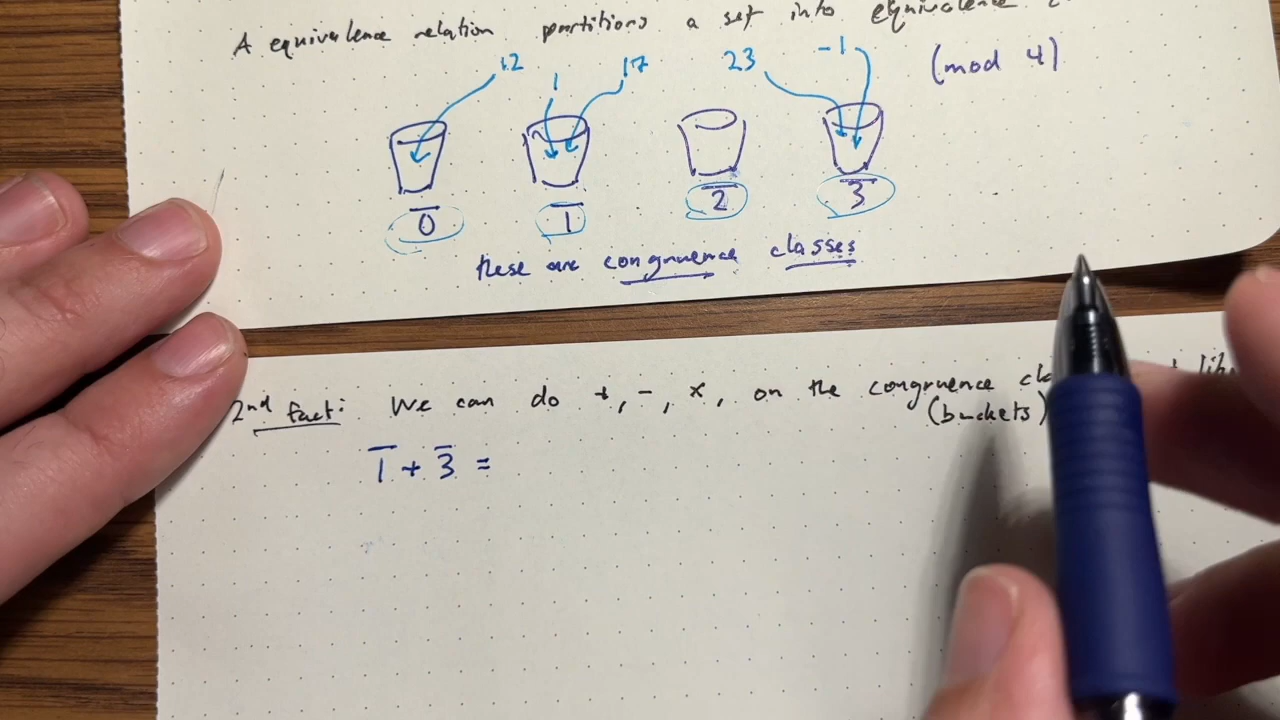 A equivalence relation partitions a set into equivalence
12 1 17 23 -1 (mod 4)
0̅ 1̅ 2̅ 3̅
these are congruence classes
2nd fact: We can do +, -, ×, on the congruence
(buckets)
1̅ + 3̅ =